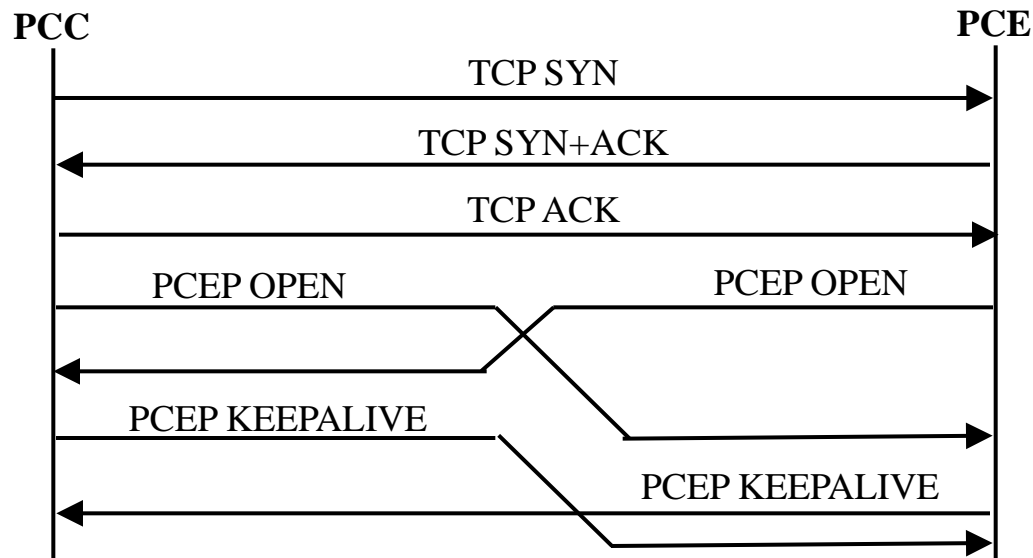 PCC
PCE
TCP SYN
TCP SYN+ACK
TCP ACK
PCEP OPEN
PCEP OPEN
PCEP KEEPALIVE
PCEP KEEPALIVE